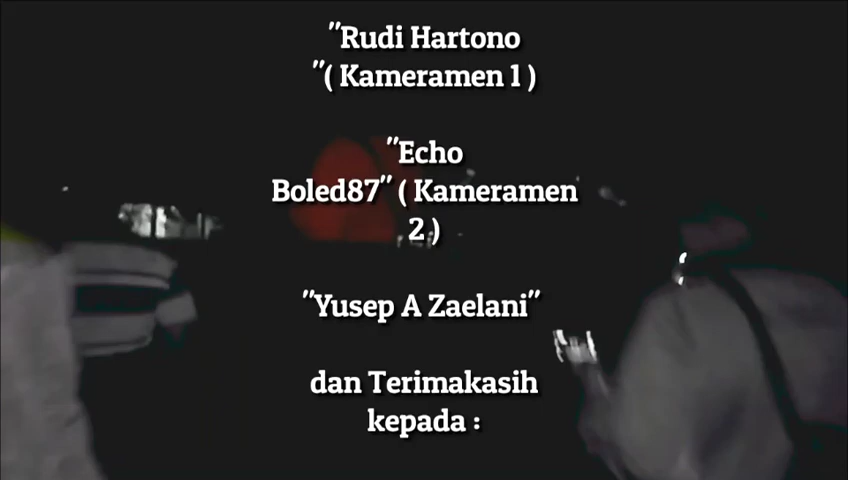 "Rudi Hartono
"( Kameramen 1 )
"Echo
Boled87" ( Kameramen
2 )
"Yusep A Zaelani"
dan Terimakasih
kepada :